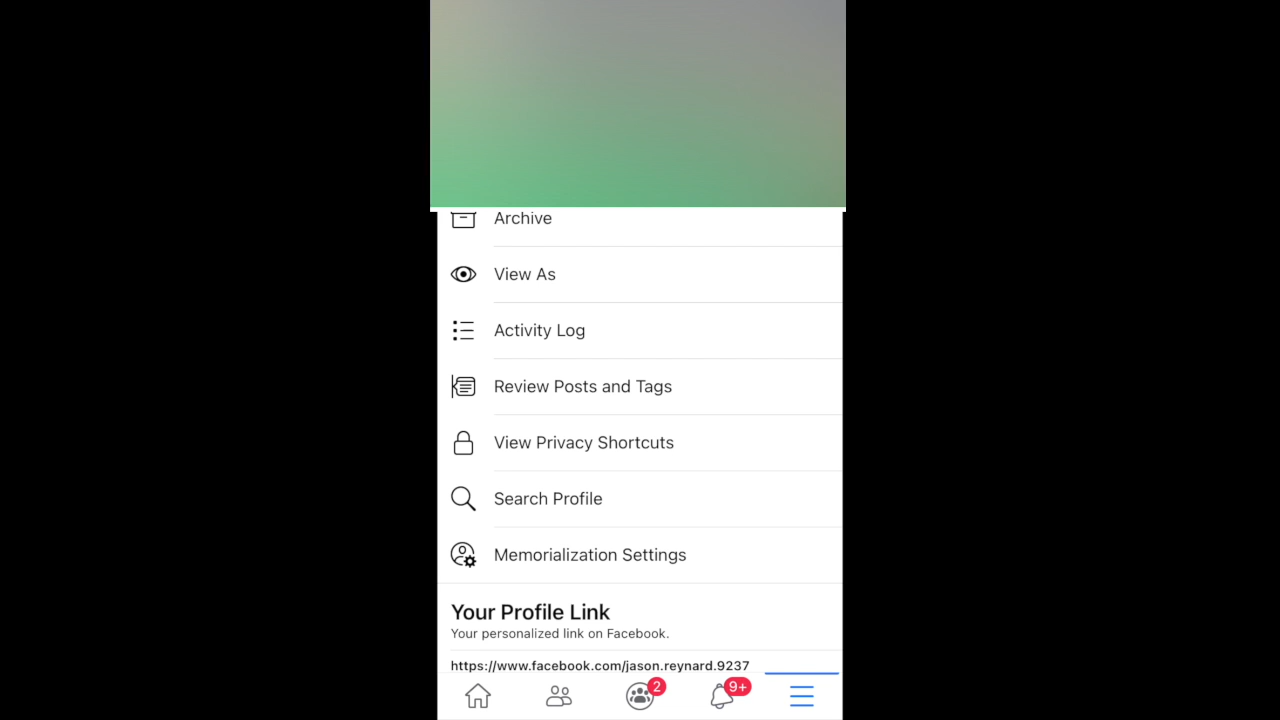 Archive
View As
Activity Log
Review Posts and Tags
View Privacy Shortcuts
Search Profile
Memorialization Settings
Your Profile Link
Your personalized link on Facebook.
https://www.facebook.com/jason.reynard.9237
2
9+